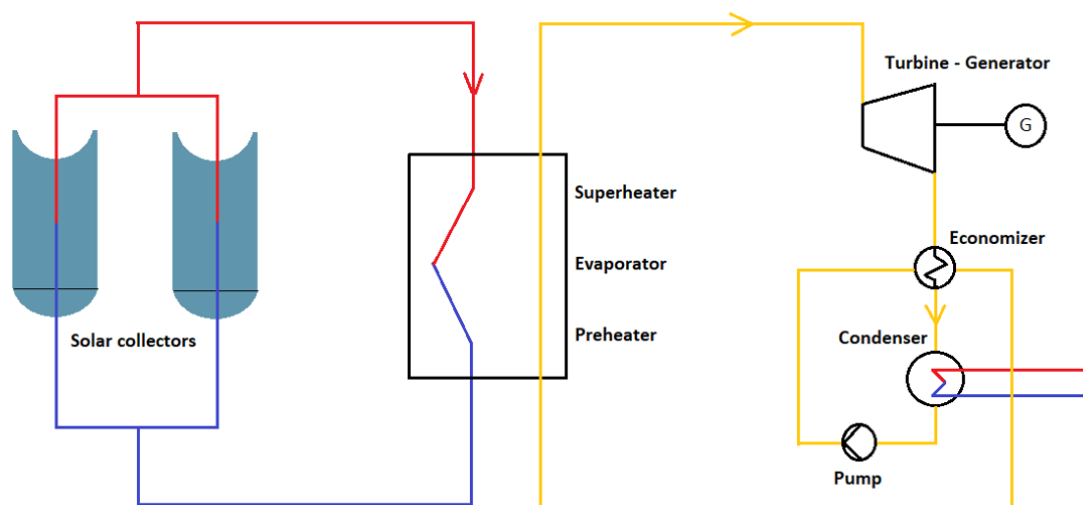 Turbine - Generator
G
Superheater
Economizer
Evaporator
Solar collectors
Preheater
Condenser
Pump